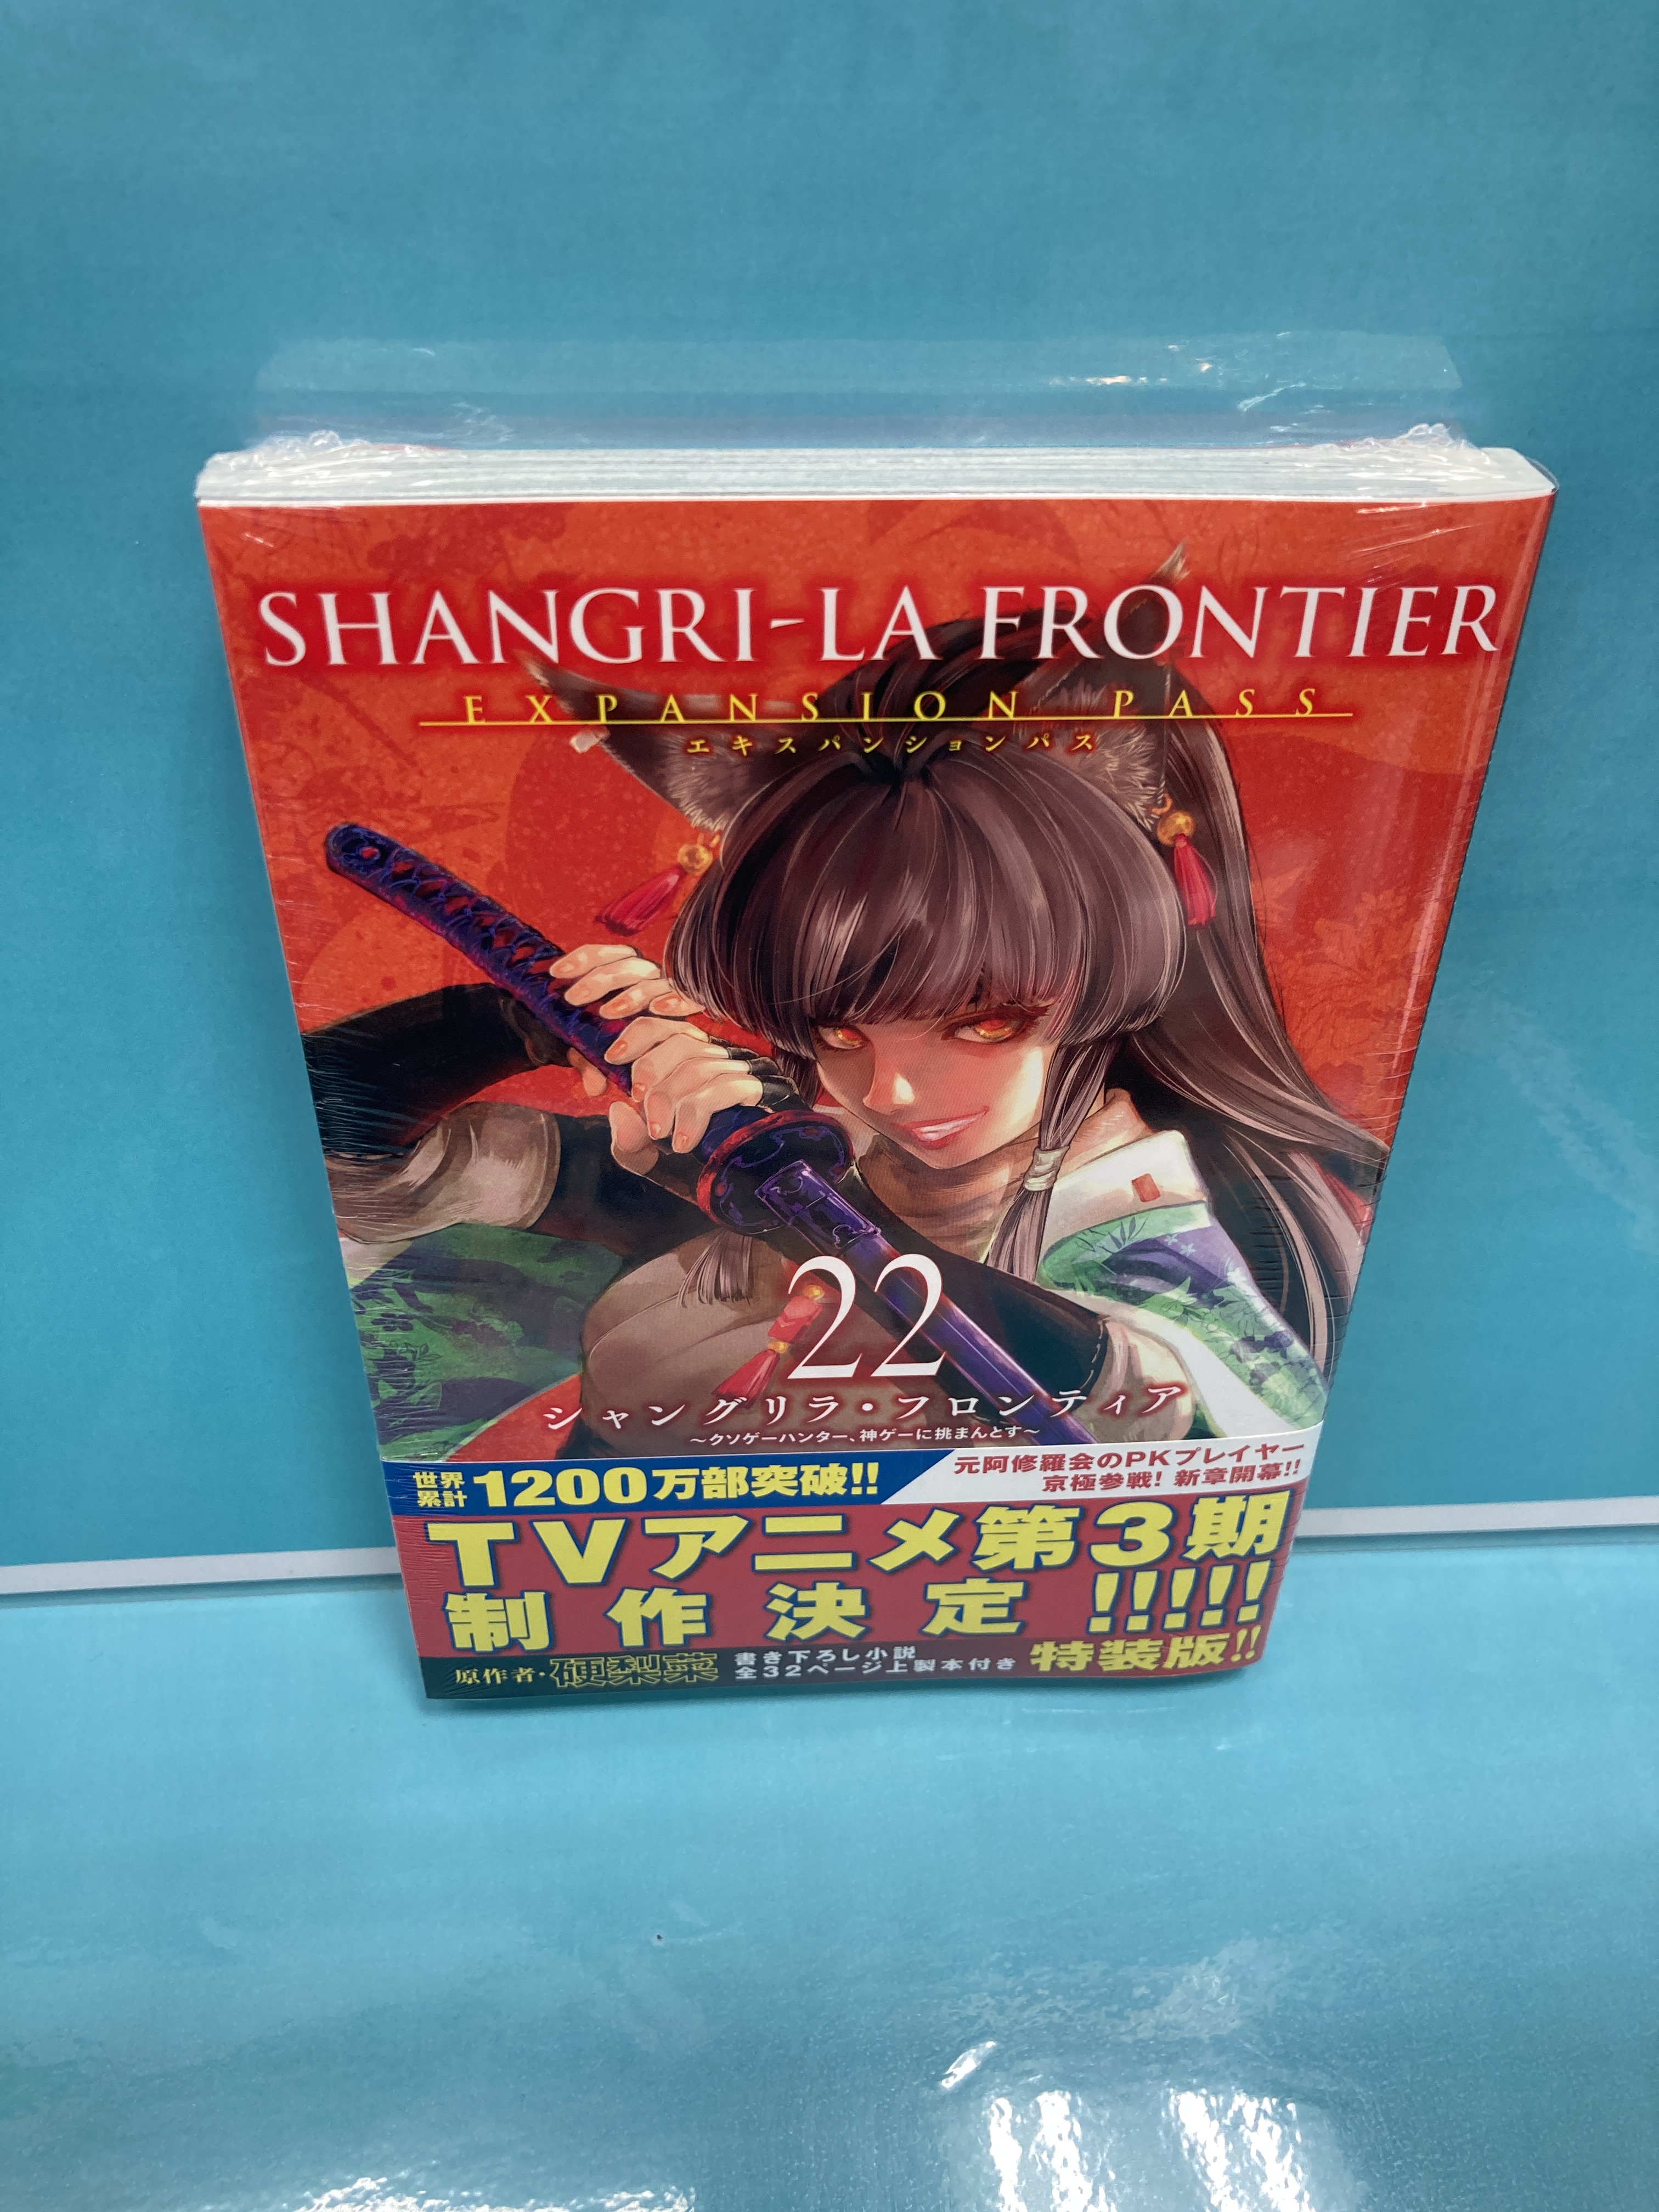 SHANGRI-LA FRONTIER
EXPANSION PASS
エキスパンションパス
22
シャングリラ・フロンティア
～クソゲーハンター、神ゲーに挑まんとす～
世界累計 1200万部突破!!
元阿修羅会のPKプレイヤー
京極参戦! 新章開幕!!
TVアニメ第3期
制作決定!!!!!
原作者・硬梨菜
書き下ろし小説
全32ページ上製本付き
特装版!!